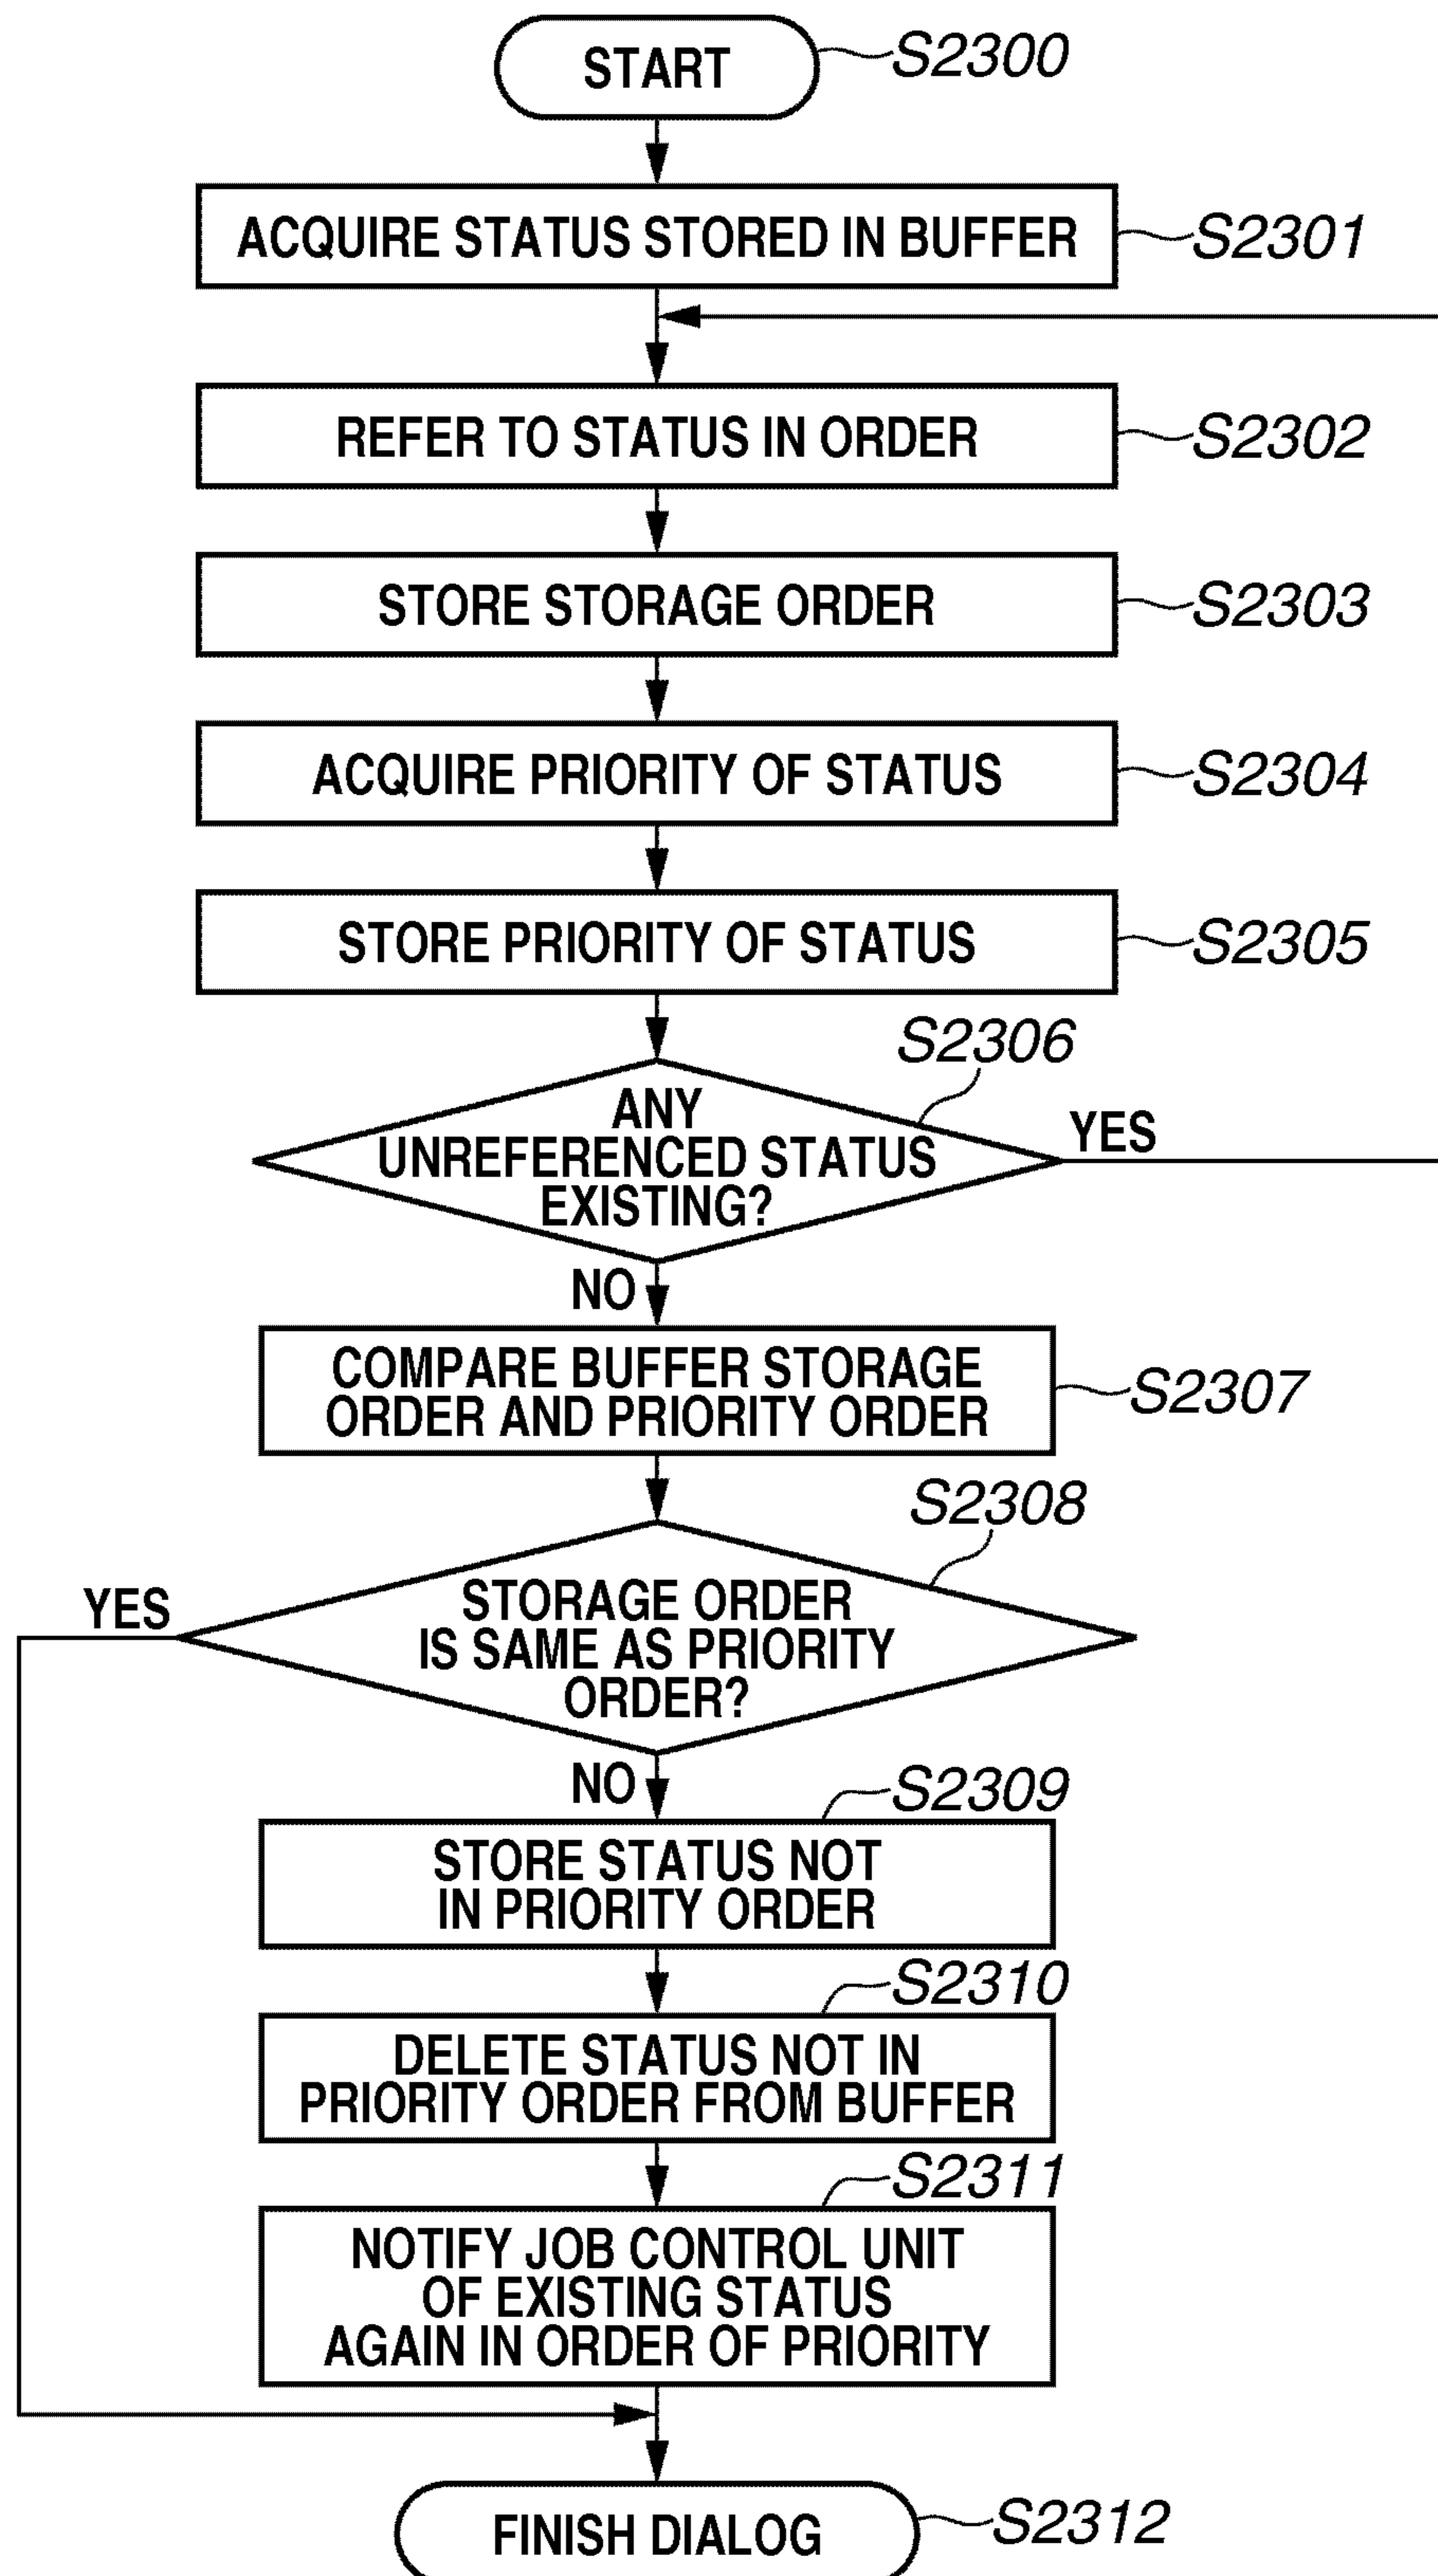 START
S2300
ACQUIRE STATUS STORED IN BUFFER
S2301
REFER TO STATUS IN ORDER
S2302
STORE STORAGE ORDER
S2303
ACQUIRE PRIORITY OF STATUS
S2304
STORE PRIORITY OF STATUS
S2305
S2306
ANY
UNREFERENCED STATUS
EXISTING?
YES
NO
COMPARE BUFFER STORAGE
ORDER AND PRIORITY ORDER
S2307
S2308
YES
STORAGE ORDER
IS SAME AS PRIORITY
ORDER?
NO
S2309
STORE STATUS NOT
IN PRIORITY ORDER
S2310
DELETE STATUS NOT IN
PRIORITY ORDER FROM BUFFER
S2311
NOTIFY JOB CONTROL UNIT
OF EXISTING STATUS
AGAIN IN ORDER OF PRIORITY
FINISH DIALOG
S2312